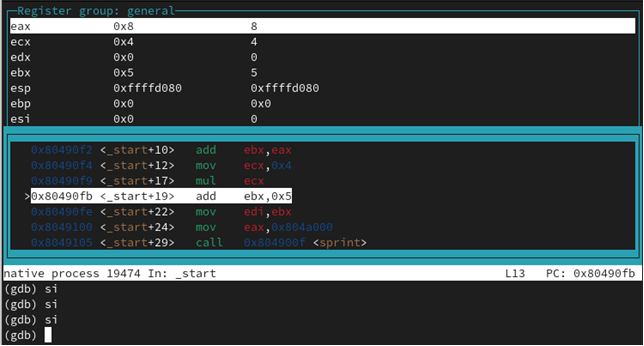 Register group: general
eax 0x8 8
ecx 0x4 4
edx 0x0 0
ebx 0x5 5
esp 0xffffd080 0xffffd080
ebp 0x0 0x0
esi 0x0 0
0x80490f2 <_start+10> add ebx,eax
0x80490f4 <_start+12> mov ecx,0x4
0x80490f9 <_start+17> mul ecx
>0x80490fb <_start+19> add ebx,0x5
0x80490fe <_start+22> mov edi,ebx
0x8049100 <_start+24> mov eax,0x804a000
0x8049105 <_start+29> call 0x804900f <sprint>
native process 19474 In: _start L13 PC: 0x80490fb
(gdb) si
(gdb) si
(gdb) si
(gdb)